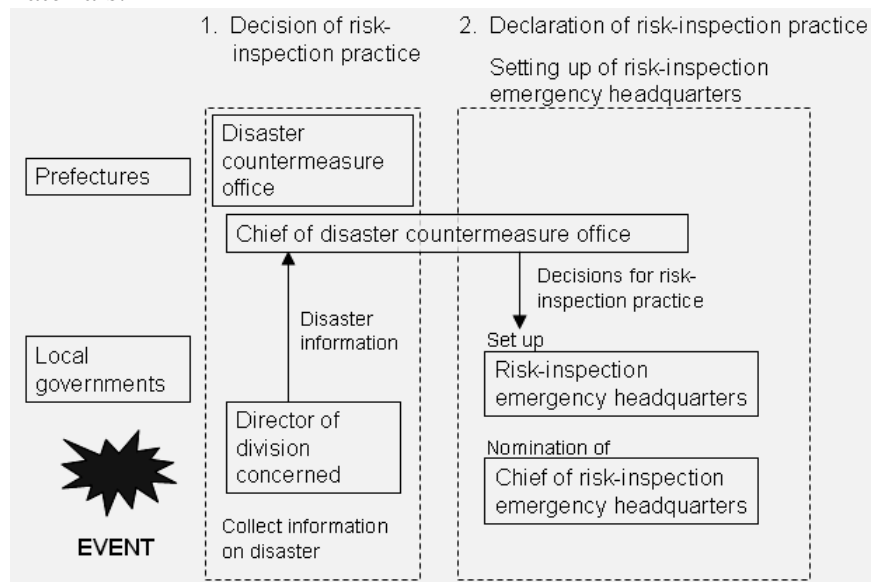 1. Decision of risk-
inspection practice
2. Declaration of risk-inspection practice
Setting up of risk-inspection
emergency headquarters
Prefectures
Disaster
countermeasure
office
Chief of disaster countermeasure office
Disaster
information
Decisions for risk-
inspection practice
Local
governments
Set up
Risk-inspection
emergency headquarters
Director of
division
concerned
Nomination of
Chief of risk-inspection
emergency headquarters
EVENT
Collect information
on disaster